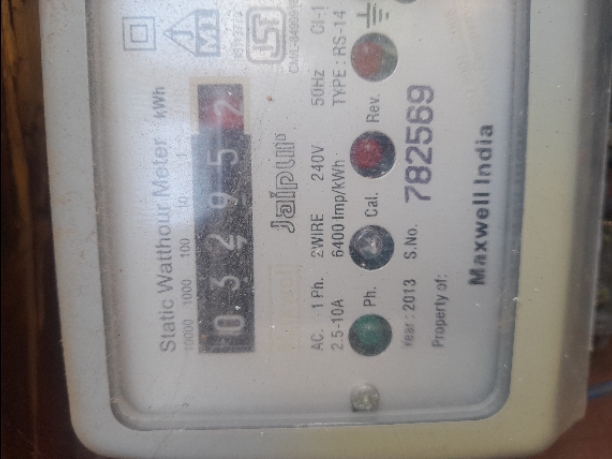 Static Watthour Meter kWh
10000 1000 100 10 1
0 3 2 9 5 2
Jaipur
AC. 1 Ph. 2WIRE 240V 50Hz Cl-1
2.5-10A 6400 Imp/kWh TYPE : RS-14
Ph. Cal. Rev.
Year : 2013 S.No. 782569
Property of:
Maxwell India